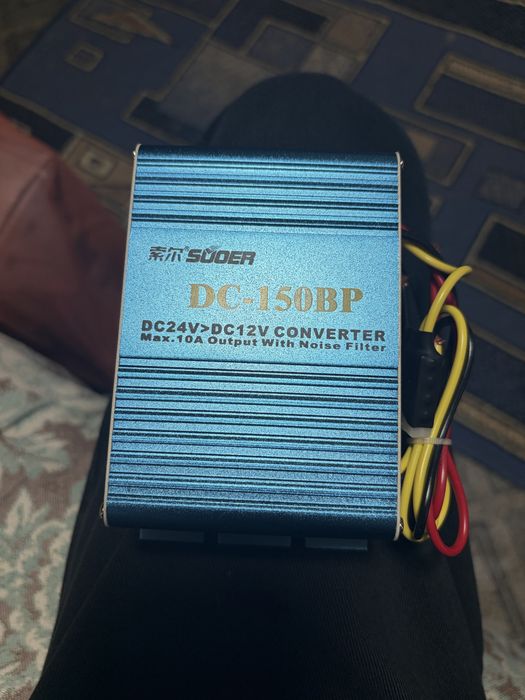 索尔® SUOER
DC-150BP
DC24V>DC12V CONVERTER
Max.10A Output With Noise Filter